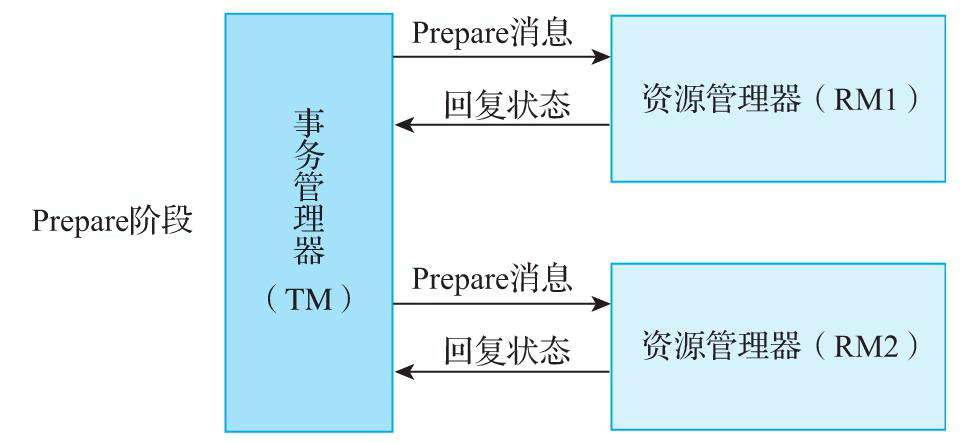 Prepare阶段
事务管理器
（TM）
Prepare消息
回复状态
资源管理器（RM1）
Prepare消息
回复状态
资源管理器（RM2）